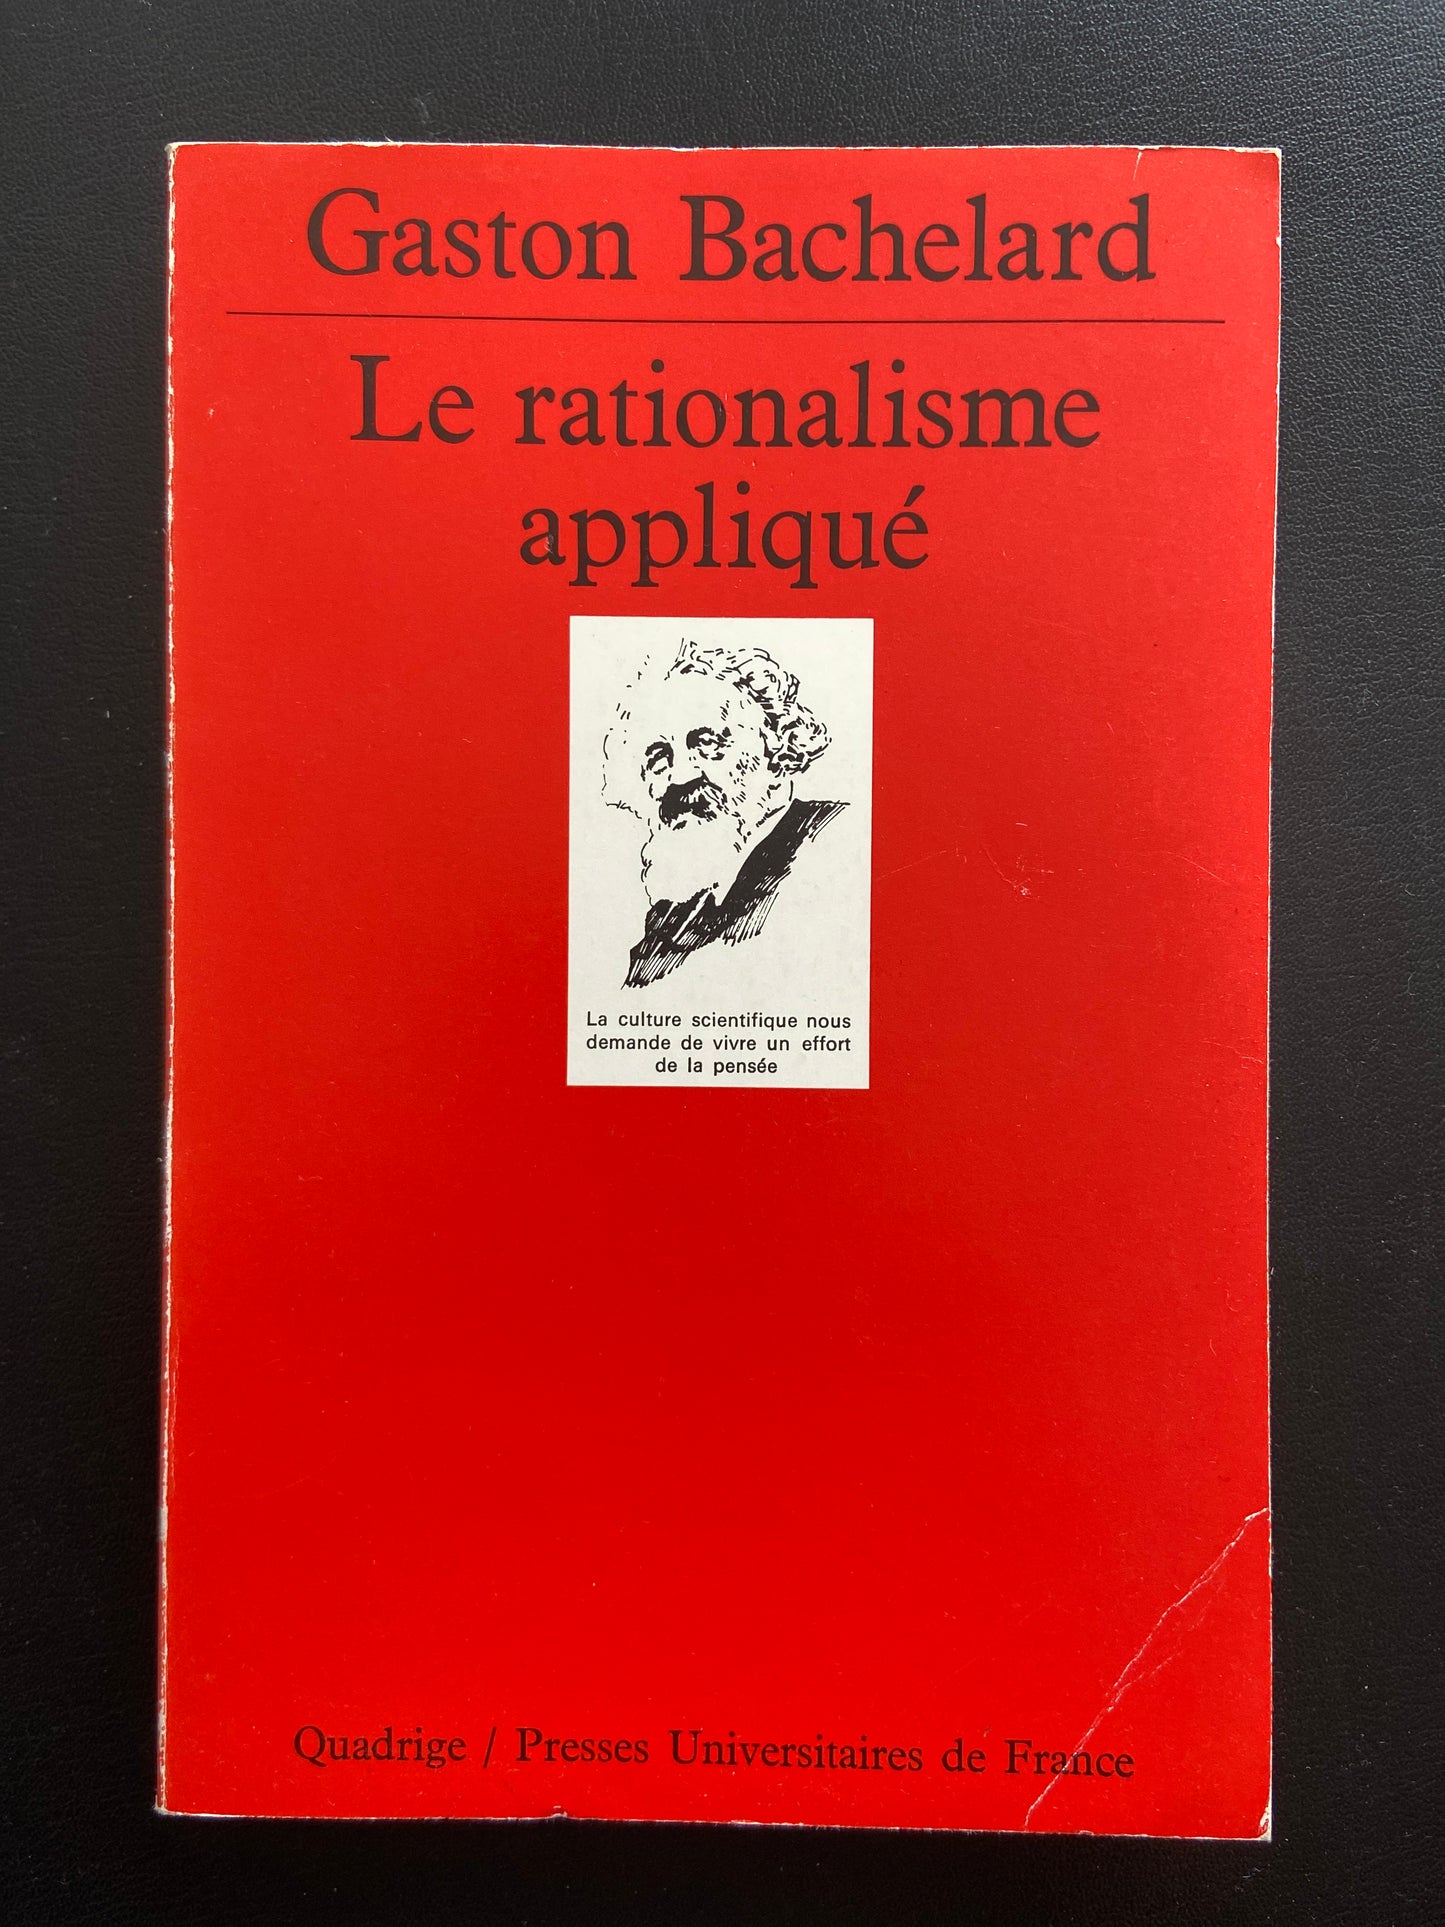 Gaston Bachelard
Le rationalisme
appliqué
La culture scientifique nous
demande de vivre un effort
de la pensée
Quadrige / Presses Universitaires de France